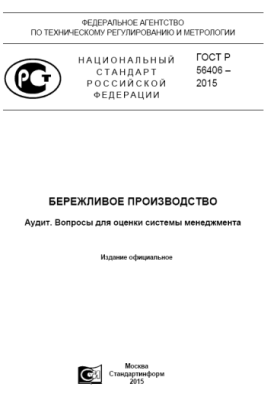 ФЕДЕРАЛЬНОЕ АГЕНТСТВО
ПО ТЕХНИЧЕСКОМУ РЕГУЛИРОВАНИЮ И МЕТРОЛОГИИ
НАЦИОНАЛЬНЫЙ
СТАНДАРТ
РОССИЙСКОЙ
ФЕДЕРАЦИИ
ГОСТ Р
56406 –
2015
БЕРЕЖЛИВОЕ ПРОИЗВОДСТВО
Аудит. Вопросы для оценки системы менеджмента
Издание официальное
Москва
Стандартинформ
2015